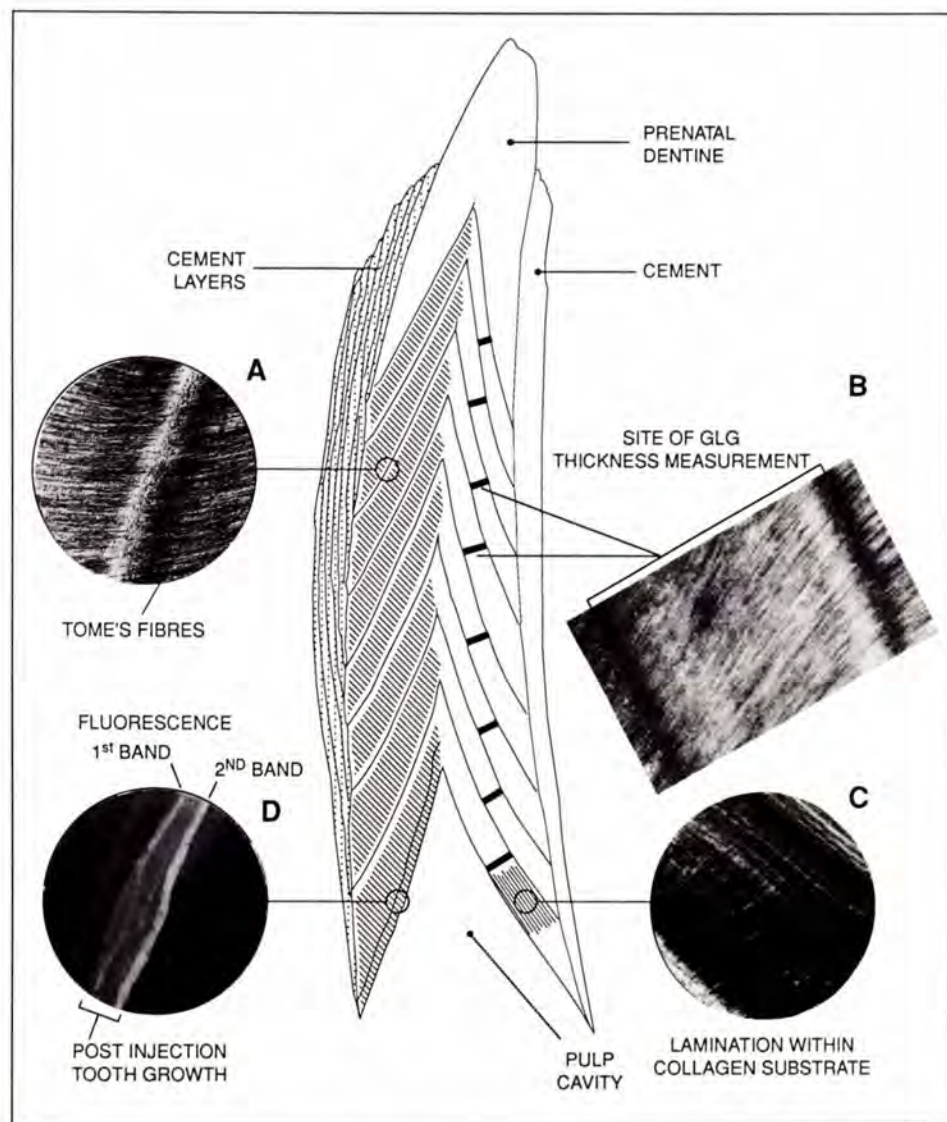 PRENATAL
DENTINE
CEMENT
LAYERS
CEMENT
A
B
SITE OF GLG
THICKNESS MEASUREMENT
TOME'S FIBRES
FLUORESCENCE
1st BAND
2ND BAND
D
C
POST INJECTION
TOOTH GROWTH
PULP
CAVITY
LAMINATION WITHIN
COLLAGEN SUBSTRATE